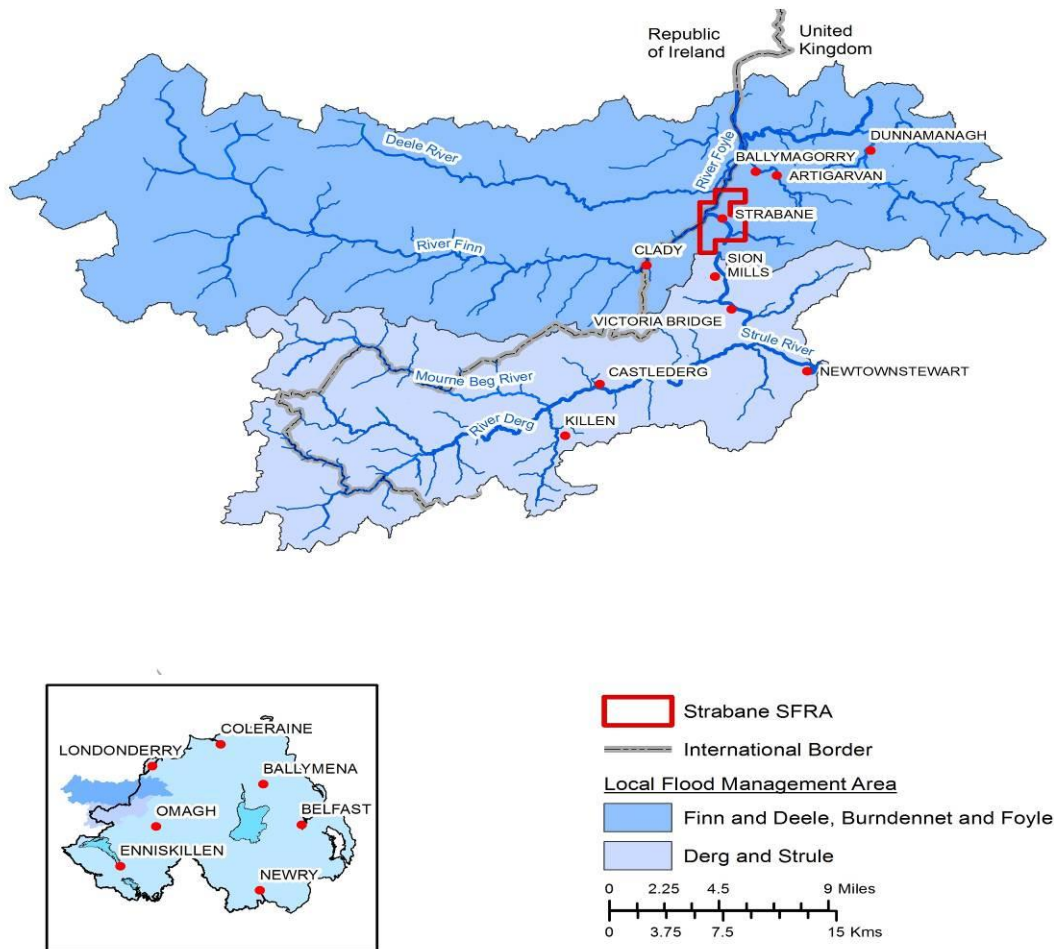 Republic
of Ireland
United
Kingdom
Deele River
River Foyle
DUNNAMANAGH
BALLYMAGORRY
ARTIGARVAN
STRABANE
River Finn
CLADY
SION
MILLS
VICTORIA BRIDGE
Strule River
Mourne Beg River
CASTLEDERG
NEWTOWNSTEWART
River Derg
KILLEN
COLERAINE
LONDONDERRY
BALLYMENA
OMAGH
BELFAST
ENNISKILLEN
NEWRY
Strabane SFRA
International Border
Local Flood Management Area
Finn and Deele, Burndennet and Foyle
Derg and Strule
0 2.25 4.5 9 Miles
0 3.75 7.5 15 Kms